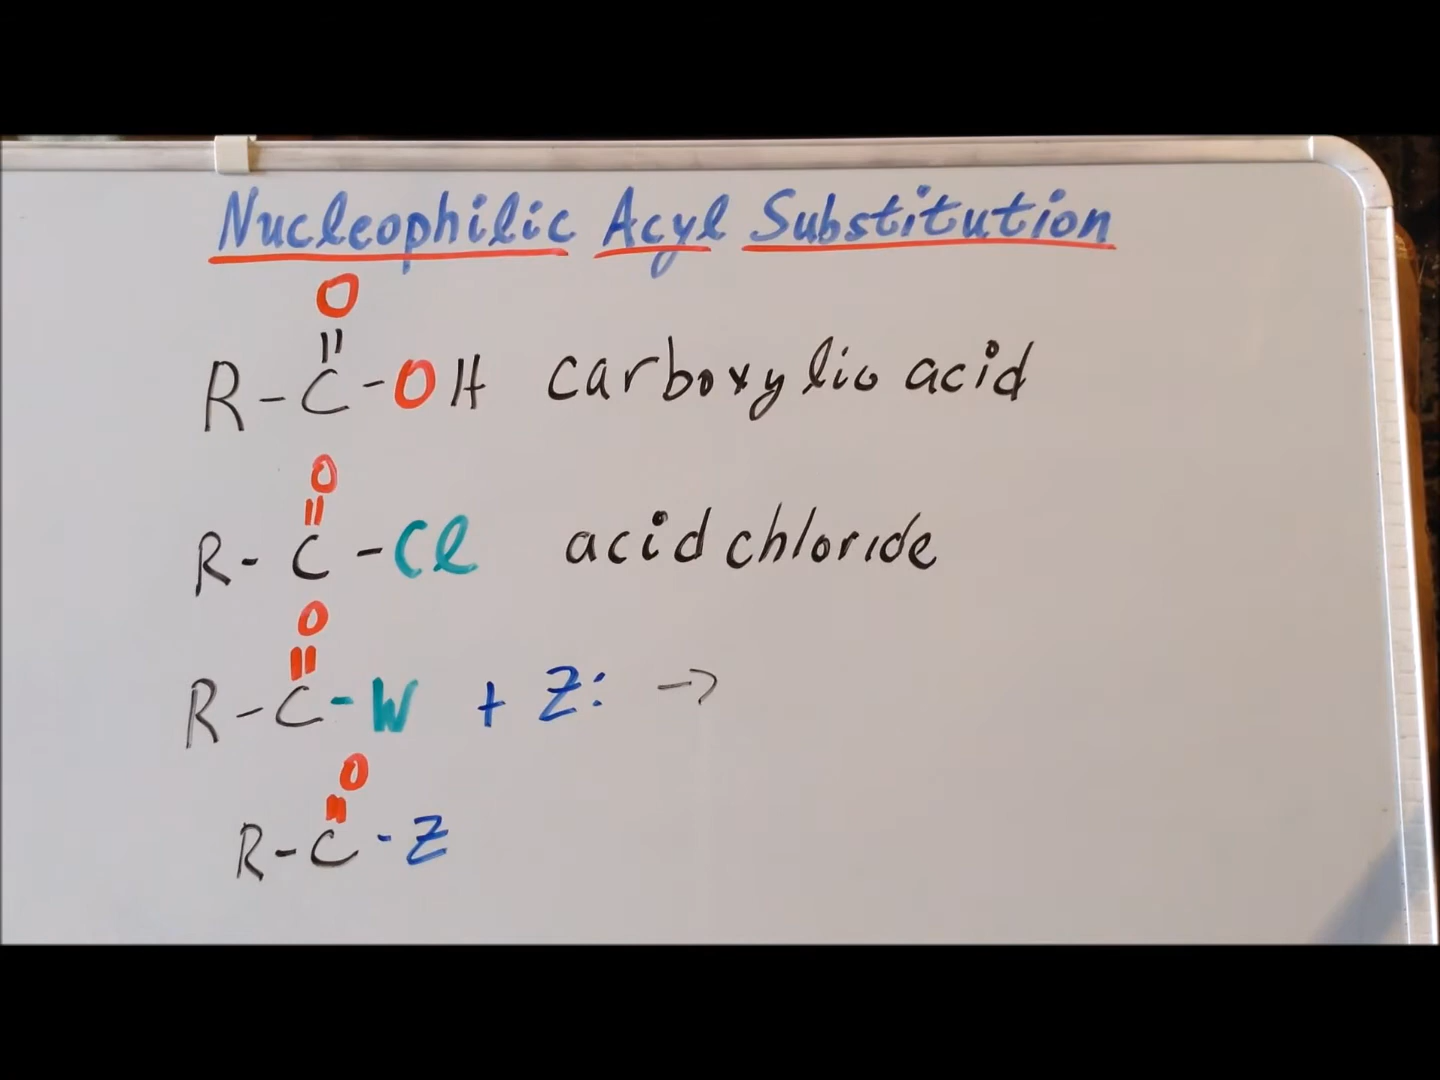 Nucleophilic Acyl Substitution
O
||
R-C-OH carboxylic acid
O
||
R-C-Cl acid chloride
O
||
R-C-W + Z: →
O
||
R-C-Z